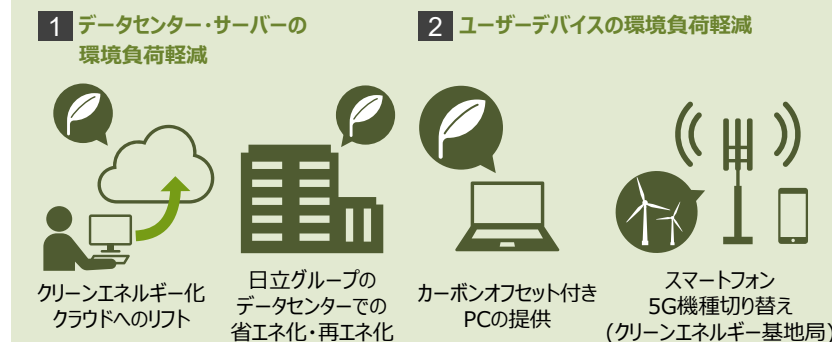 1 データセンター・サーバーの
環境負荷軽減
2 ユーザーデバイスの環境負荷軽減
クリーンエネルギー化
クラウドへのリフト
日立グループの
データセンターでの
省エネ化・再エネ化
カーボンオフセット付き
PCの提供
スマートフォン
5G機種切り替え
(クリーンエネルギー基地局)